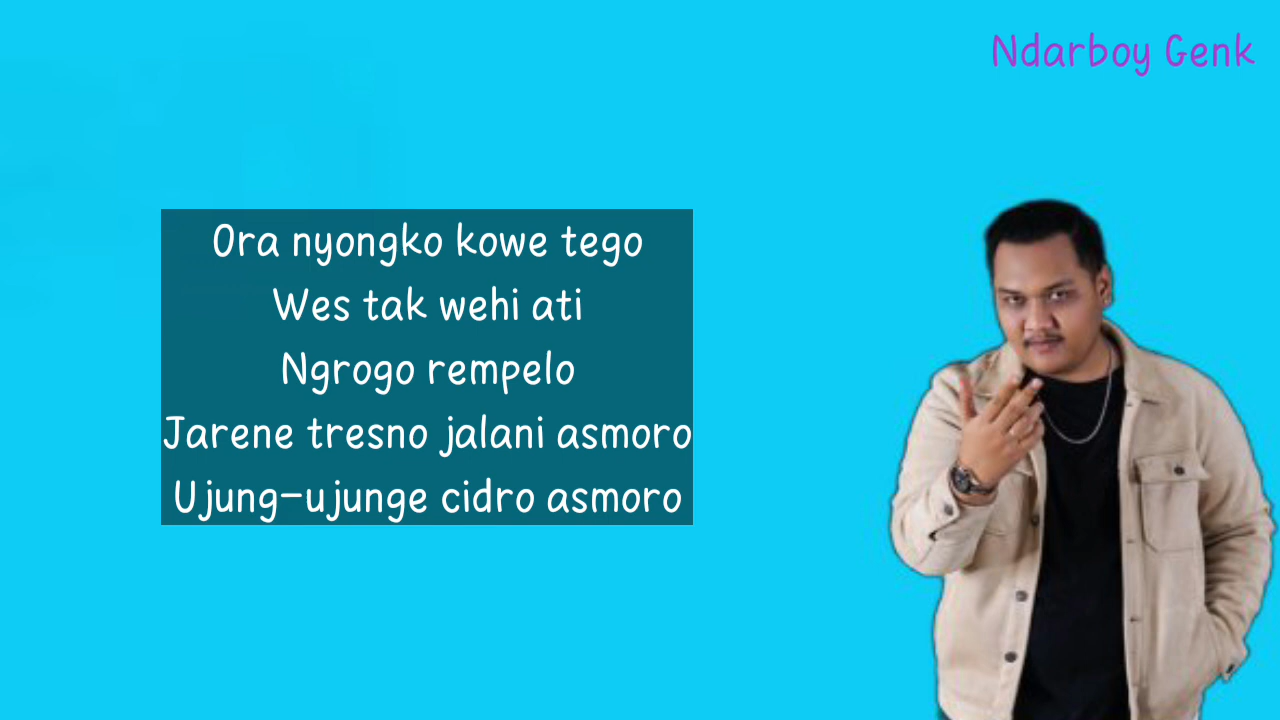 Ndarboy Genk
Ora nyongko kowe tego
Wes tak wehi ati
Ngrogo rempelo
Jarene tresno jalani asmoro
Ujung-ujunge cidro asmoro